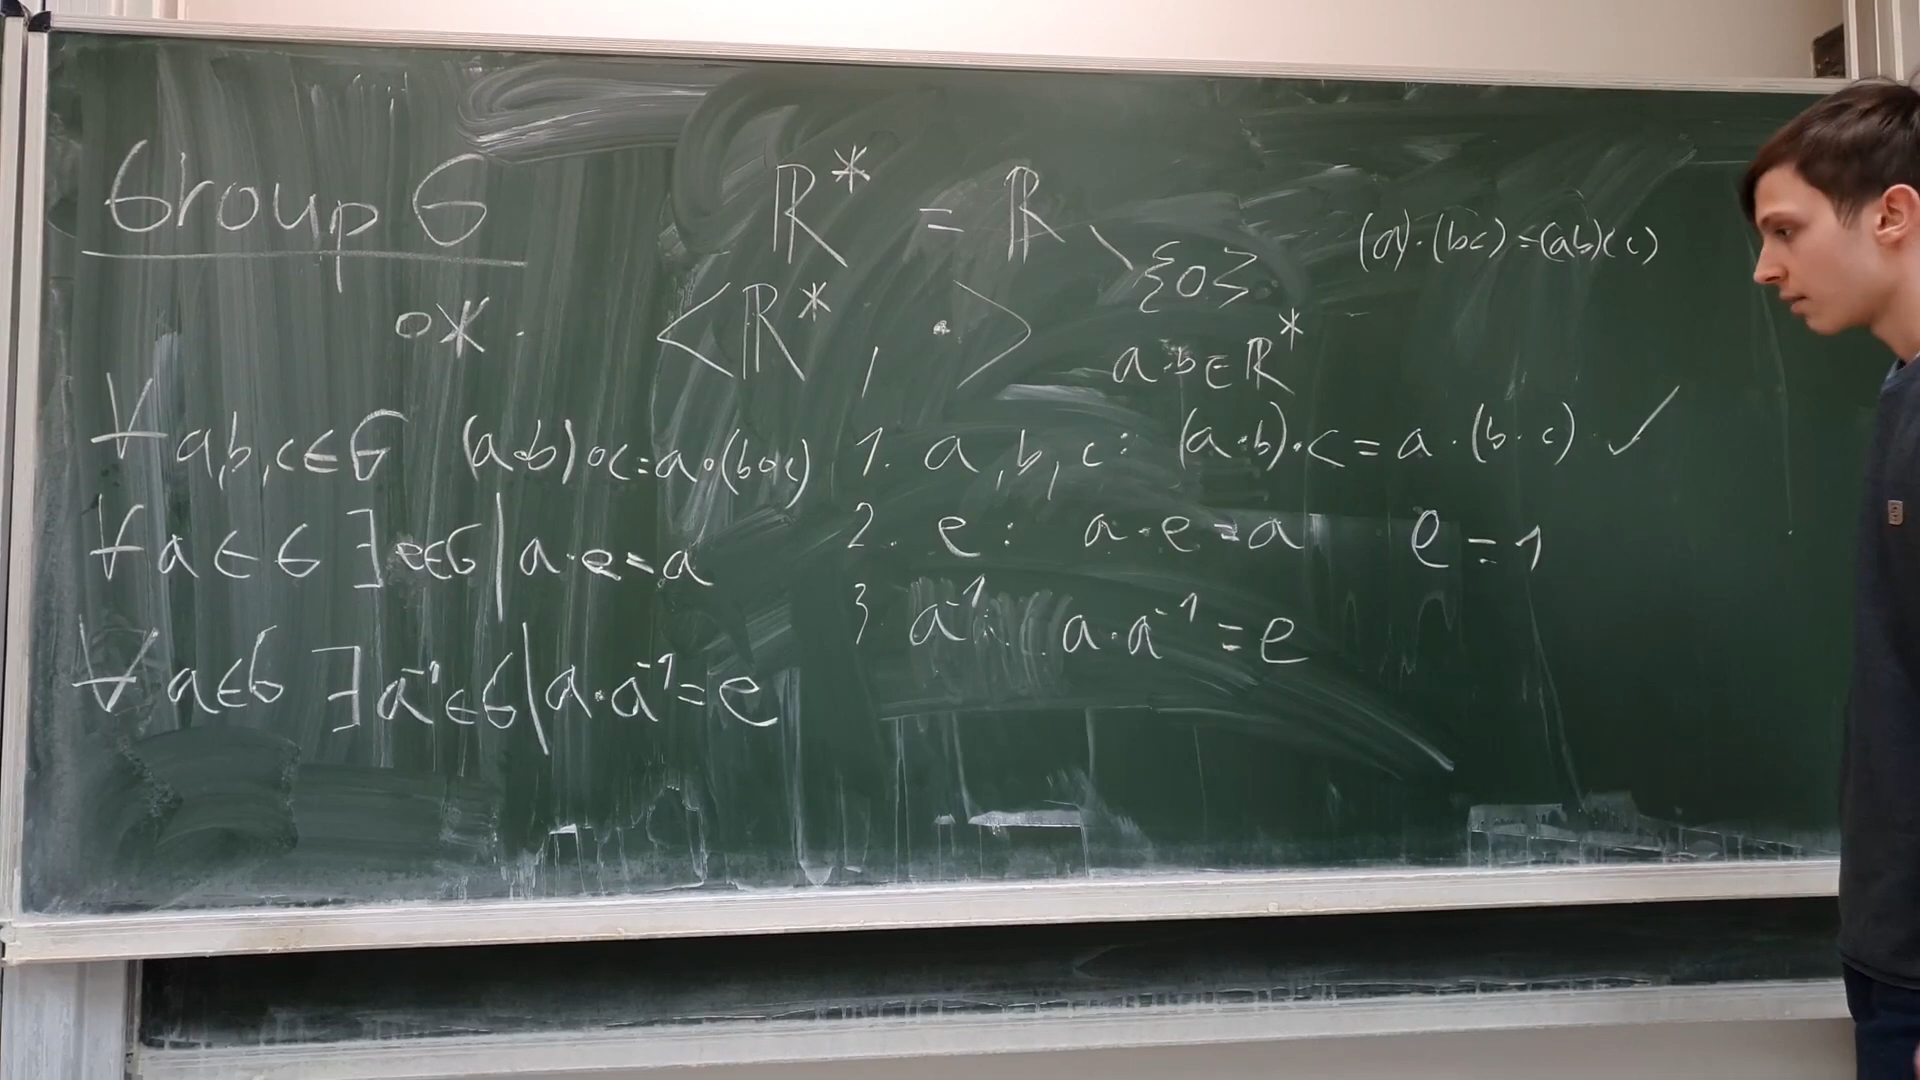 Group G
∘ * ·
∀ a,b,c ∈ G (a∘b)∘c=a∘(b∘c)
∀ a ∈ G ∃ e∈G | a·e=a
∀ a∈G ∃ a⁻¹∈G | a·a⁻¹=e
ℝ* = ℝ \ {0}
<ℝ*, ·>
a·b∈ℝ*
1. a,b,c: (a·b)·c=a·(b·c) ✓
2. e: a·e=a e=1
3 a⁻¹: a·a⁻¹=e
(a)·(bc)=(ab)(c)